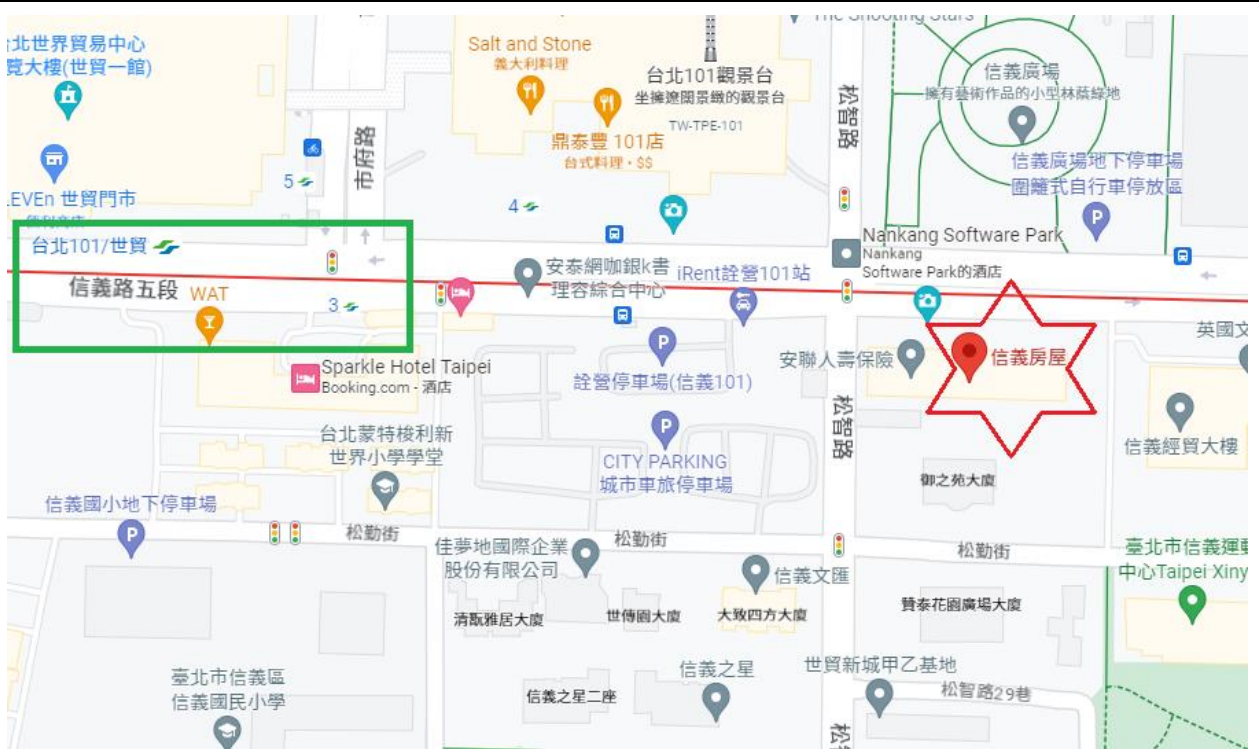 The Shooting Stars
北世界貿易中心
覽大樓(世貿一館)
Salt and Stone
義大利料理
台北101觀景台
坐擁遼闊景緻的觀景台
TW-TPE-101
鼎泰豐 101店
台式料理・$$
信義廣場
擁有藝術作品的小型林蔭綠地
松智路
市府路
信義廣場地下停車場
圍籬式自行車停放區
LEVEn 世貿門市
便利商店
5
4
台北101/世貿
Nankang Software Park
Nankang
Software Park的酒店
安泰網咖銀k書
理容綜合中心
iRent詮營101站
信義路五段
WAT
3
英國文
安聯人壽保險
信義房屋
Sparkle Hotel Taipei
Booking.com - 酒店
詮營停車場(信義101)
松智路
台北蒙特梭利新
世界小學學堂
CITY PARKING
城市車旅停車場
信義經貿大樓
御之苑大廈
信義國小地下停車場
松勤街
松勤街
松勤街
佳夢地國際企業
股份有限公司
信義文匯
臺北市信義運動
中心Taipei Xiny
清翫雅居大廈
世傳園大廈
大致四方大廈
贊泰花園廣場大廈
臺北市信義區
信義國民小學
信義之星二座
信義之星
世貿新城甲乙基地
松智路29巷
松智